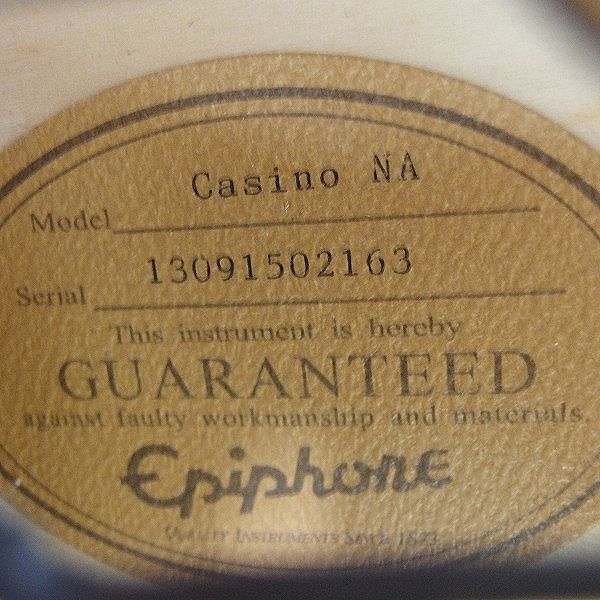 Model Casino NA
Serial 13091502163
This instrument is hereby
GUARANTEED
against faulty workmanship and materials.
Epiphone
QUALITY INSTRUMENTS SINCE 1873